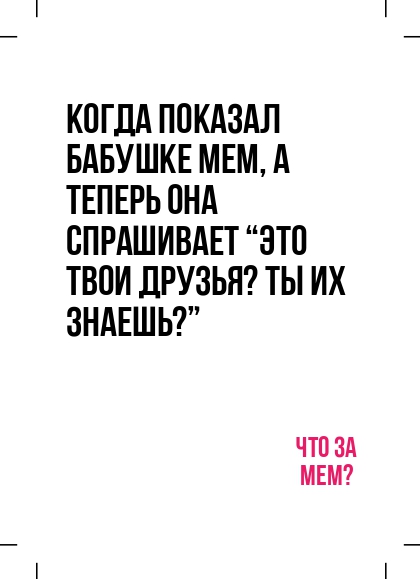 КОГДА ПОКАЗАЛ
БАБУШКЕ МЕМ, А
ТЕПЕРЬ ОНА
СПРАШИВАЕТ “ЭТО
ТВОИ ДРУЗЬЯ? ТЫ ИХ
ЗНАЕШЬ?”
ЧТО ЗА
МЕМ?